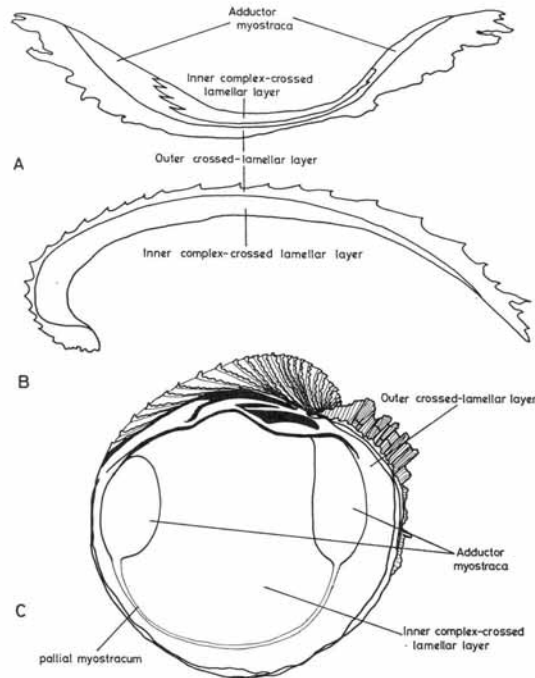 Adductor
myostraca
Inner complex-crossed
lamellar layer
Outer crossed-lamellar layer
A
Inner complex-crossed lamellar layer
B
Outer crossed-lamellar layer
Adductor
myostraca
C
Inner complex-crossed
lamellar layer
pallial myostracum